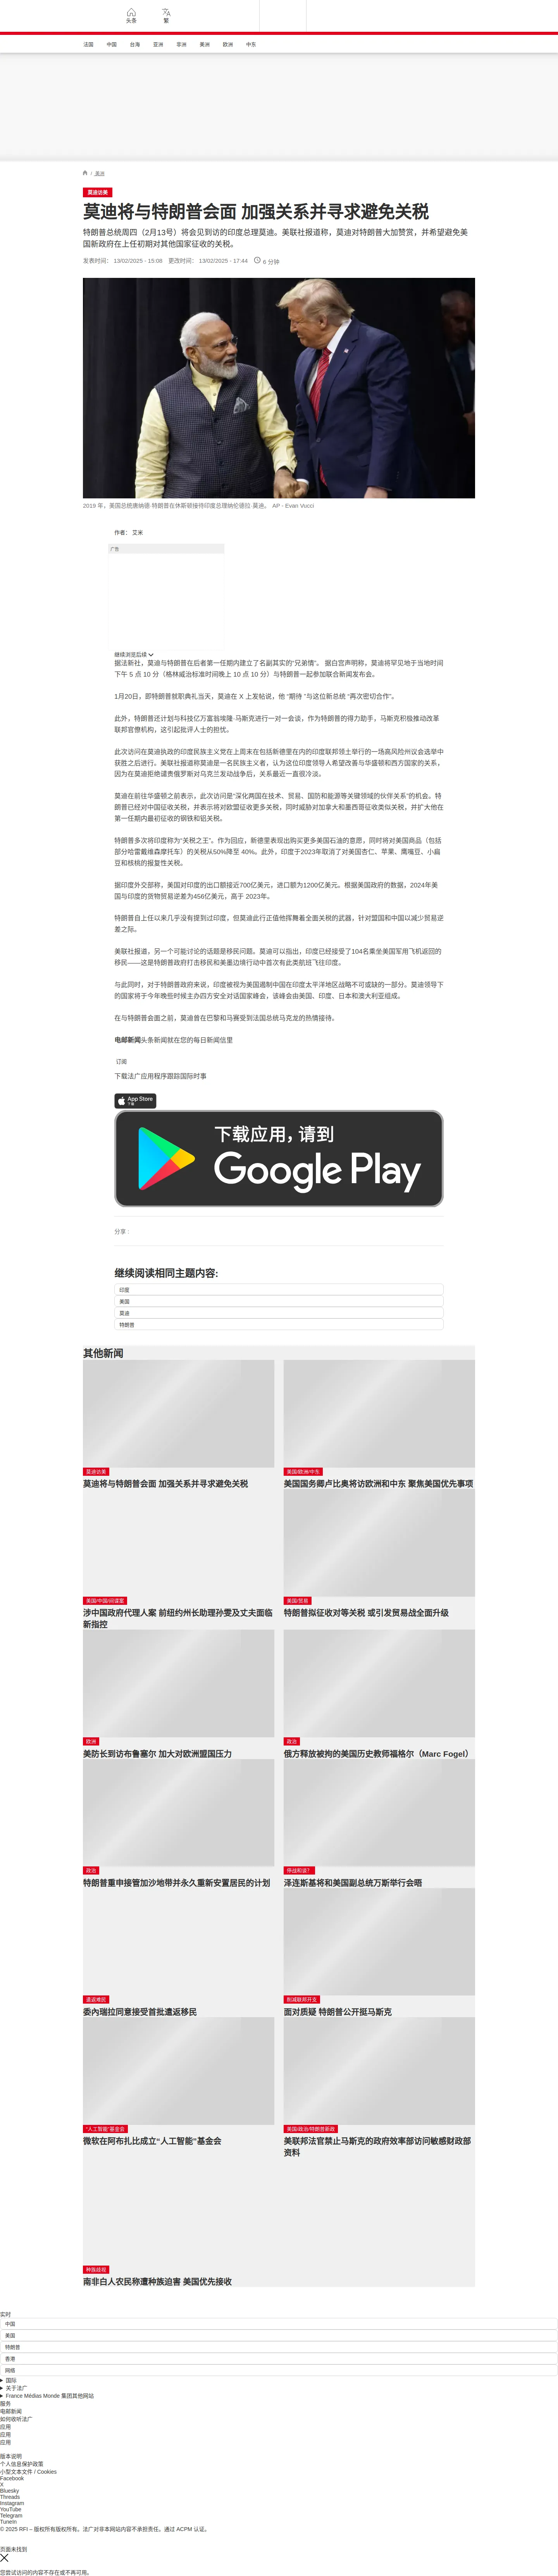 头条
繁
法國
中国
台海
亚洲
非洲
美洲
欧洲
中东
/ 美洲
莫迪访美
莫迪将与特朗普会面 加强关系并寻求避免关税
特朗普总统周四（2月13号）将会见到访的印度总理莫迪。美联社报道称，莫迪对特朗普大加赞赏，并希望避免美
国新政府在上任初期对其他国家征收的关税。
发表时间： 13/02/2025 - 15:08 更改时间： 13/02/2025 - 17:44 6 分钟
2019 年，美国总统唐纳德·特朗普在休斯顿接待印度总理纳伦德拉·莫迪。 AP - Evan Vucci
作者： 艾米
广告
继续浏览后续
据法新社，莫迪与特朗普在后者第一任期内建立了名副其实的“兄弟情”。 据白宫声明称，莫迪将罕见地于当地时间
下午 5 点 10 分（格林威治标准时间晚上 10 点 10 分）与特朗普一起参加联合新闻发布会。
1月20日，即特朗普就职典礼当天，莫迪在 X 上发帖说，他 “期待 ”与这位新总统 “再次密切合作”。
此外，特朗普还计划与科技亿万富翁埃隆·马斯克进行一对一会谈，作为特朗普的得力助手，马斯克积极推动改革
联邦官僚机构，这引起批评人士的担忧。
此次访问在莫迪执政的印度民族主义党在上周末在包括新德里在内的印度联邦领土举行的一场高风险州议会选举中
获胜之后进行。美联社报道称莫迪是一名民族主义者，认为这位印度领导人希望改善与华盛顿和西方国家的关系，
因为在莫迪拒绝谴责俄罗斯对乌克兰发动战争后，关系最近一直很冷淡。
莫迪在前往华盛顿之前表示，此次访问是“深化两国在技术、贸易、国防和能源等关键领域的伙伴关系”的机会。特
朗普已经对中国征收关税，并表示将对欧盟征收更多关税，同时威胁对加拿大和墨西哥征收类似关税，并扩大他在
第一任期内最初征收的钢铁和铝关税。
特朗普多次将印度称为“关税之王”。作为回应，新德里表现出购买更多美国石油的意愿，同时将对美国商品（包括
部分哈雷戴维森摩托车）的关税从50%降至 40%。此外，印度于2023年取消了对美国杏仁、苹果、鹰嘴豆、小扁
豆和核桃的报复性关税。
据印度外交部称，美国对印度的出口额接近700亿美元，进口额为1200亿美元。根据美国政府的数据，2024年美
国与印度的货物贸易逆差为456亿美元，高于 2023年。
特朗普自上任以来几乎没有提到过印度，但莫迪此行正值他挥舞着全面关税的武器，针对盟国和中国以减少贸易逆
差之际。
美联社报道，另一个可能讨论的话题是移民问题。莫迪可以指出，印度已经接受了104名乘坐美国军用飞机返回的
移民——这是特朗普政府打击移民和美墨边境行动中首次有此类航班飞往印度。
与此同时，对于特朗普政府来说，印度被视为美国遏制中国在印度太平洋地区战略不可或缺的一部分。莫迪领导下
的国家将于今年晚些时候主办四方安全对话国家峰会，该峰会由美国、印度、日本和澳大利亚组成。
在与特朗普会面之前，莫迪曾在巴黎和马赛受到法国总统马克龙的热情接待。
电邮新闻头条新闻就在您的每日新闻信里
订阅
下载法广应用程序跟踪国际时事
App Store
下载
下载应用，请到
Google Play
分享 :
继续阅读相同主题内容:
印度
美国
莫迪
特朗普
其他新闻
莫迪访美
莫迪将与特朗普会面 加强关系并寻求避免关税
美国/欧洲/中东
美国国务卿卢比奥将访欧洲和中东 聚焦美国优先事项
美国/中国/间谍案
涉中国政府代理人案 前纽约州长助理孙雯及丈夫面临
新指控
美国/贸易
特朗普拟征收对等关税 或引发贸易战全面升级
欧洲
美防长到访布鲁塞尔 加大对欧洲盟国压力
政治
俄方释放被拘的美国历史教师福格尔（Marc Fogel）
政治
特朗普重申接管加沙地带并永久重新安置居民的计划
停战和谈？
泽连斯基将和美国副总统万斯举行会晤
遣返难民
委内瑞拉同意接受首批遭返移民
削减联邦开支
面对质疑 特朗普公开挺马斯克
“人工智能”基金会
微软在阿布扎比成立“人工智能”基金会
美国/政治/特朗普新政
美联邦法官禁止马斯克的政府效率部访问敏感财政部
资料
种族歧视
南非白人农民称遭种族迫害 美国优先接收
实时
中国
美国
特朗普
香港
网络
国际
关于法广
France Médias Monde 集团其他网站
服务
电邮新闻
如何收听法广
应用
应用
应用
版本说明
个人信息保护政策
小型文本文件 / Cookies
Facebook
X
Bluesky
Threads
Instagram
YouTube
Telegram
TuneIn
© 2025 RFI – 版权所有版权所有。法广对非本网站内容不承担责任。通过 ACPM 认证。
页面未找到
您尝试访问的内容不存在或不再可用。